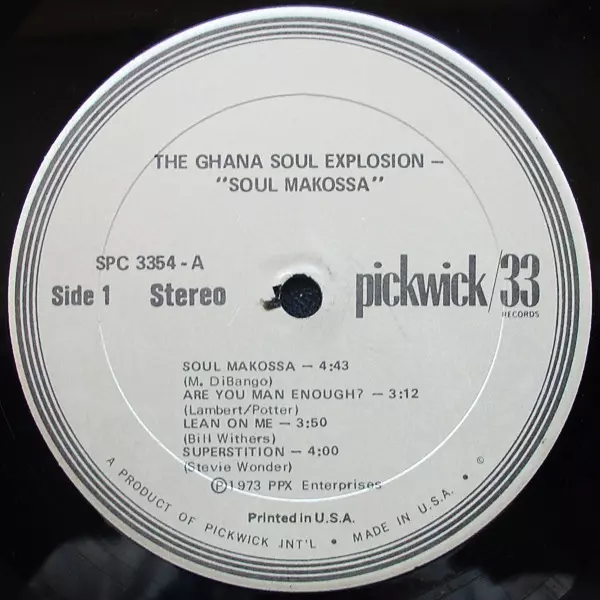 THE GHANA SOUL EXPLOSION —
"SOUL MAKOSSA"
SPC 3354 - A
Side 1 Stereo
pickwick/33
RECORDS
SOUL MAKOSSA — 4:43
(M. DiBango)
ARE YOU MAN ENOUGH? — 3:12
(Lambert/Potter)
LEAN ON ME — 3:50
(Bill Withers)
SUPERSTITION — 4:00
(Stevie Wonder)
Ⓟ1973 PPX Enterprises
Printed in U.S.A.
A PRODUCT OF PICKWICK INT'L • MADE IN U.S.A. • ©